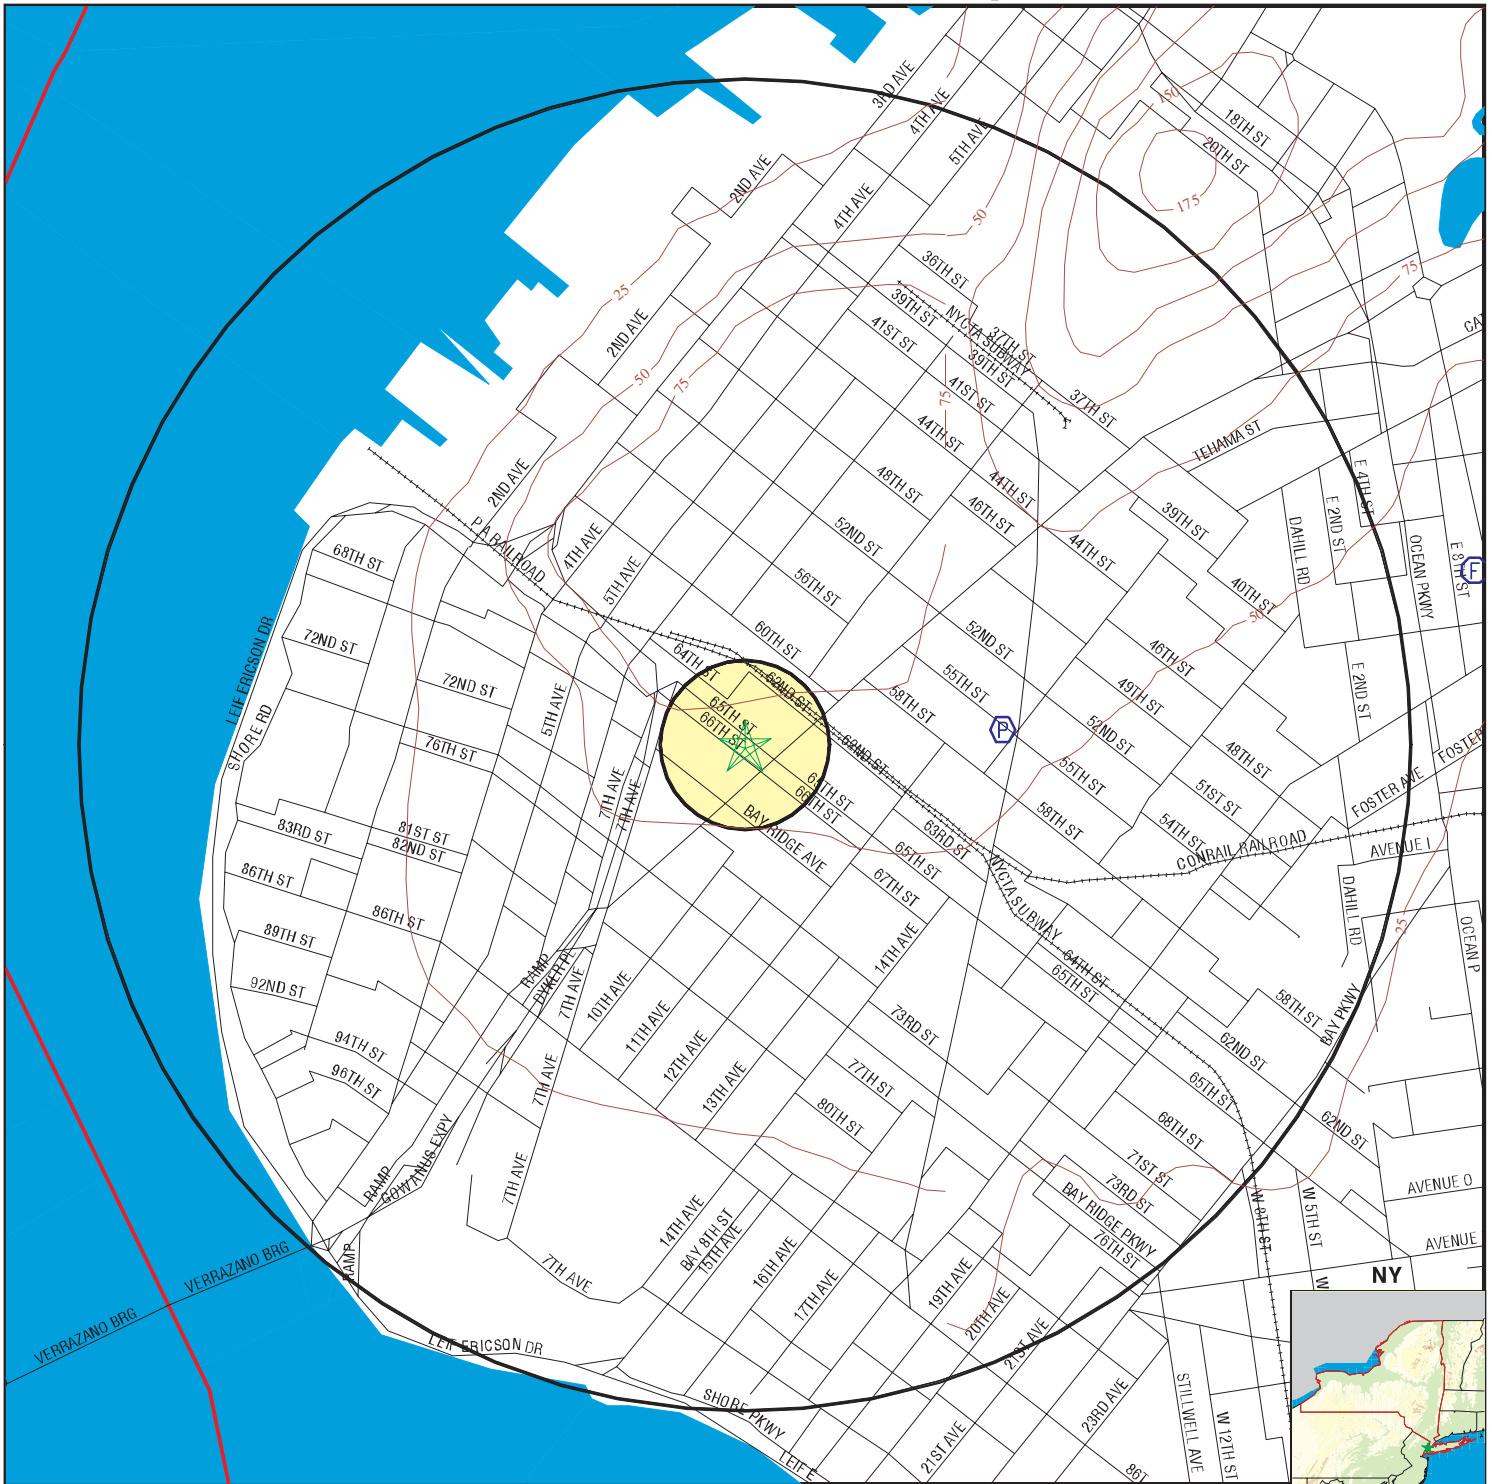 3RD AVE
4TH AVE
5TH AVE
150
18TH ST
20TH ST
175
2ND AVE
4TH AVE
50
36TH ST
75
25
39TH ST
NYCTA SUBWAY
37TH ST
41ST ST
39TH ST
2ND AVE
50
75
75
41ST ST
37TH ST
44TH ST
TEHAMA ST
2ND AVE
48TH ST
44TH ST
46TH ST
E 4TH ST
39TH ST
E 2ND ST
DAHILL RD
OCEAN PKWY
E 8TH ST
F
P A RAILROAD
4TH AVE
52ND ST
44TH ST
68TH ST
5TH AVE
56TH ST
40TH ST
50
LEIF ERICSON DR
72ND ST
60TH ST
52ND ST
46TH ST
64TH ST
62ND ST
55TH ST
49TH ST
E 2ND ST
72ND ST
5TH AVE
65TH ST
66TH ST
58TH ST
P
52ND ST
48TH ST
SHORE RD
76TH ST
62ND ST
55TH ST
51ST ST
FOSTER AVE
FOSTER
7TH AVE
7TH AVE
65TH ST
66TH ST
BAY RIDGE AVE
58TH ST
54TH ST
83RD ST
81ST ST
82ND ST
63RD ST
65TH ST
CONRAIL RAILROAD
AVENUE I
86TH ST
67TH ST
NYCTA SUBWAY
DAHILL RD
86TH ST
25
OCEAN P
89TH ST
14TH AVE
64TH ST
65TH ST
92ND ST
RAMP
DYKER PL
7TH AVE
10TH AVE
11TH AVE
12TH AVE
13TH AVE
73RD ST
58TH ST
BAY PKWY
94TH ST
96TH ST
7TH AVE
77TH ST
80TH ST
62ND ST
65TH ST
68TH ST
62ND ST
RAMP
GOWANUS EXPY
7TH AVE
71ST ST
73RD ST
BAY RIDGE PKWY
76TH ST
AVENUE O
W 8TH ST
W 5TH ST
AVENUE
14TH AVE
BAY 8TH ST
15TH AVE
16TH AVE
17TH AVE
19TH AVE
20TH AVE
21ST AVE
VERRAZANO BRG
VERRAZANO BRG
RAMP
7TH AVE
W
NY
LEIF ERICSON DR
SHORE PKWY
LEIF E
21ST AVE
23RD AVE
STILLWELL AVE
W 12TH ST
86T
CAT